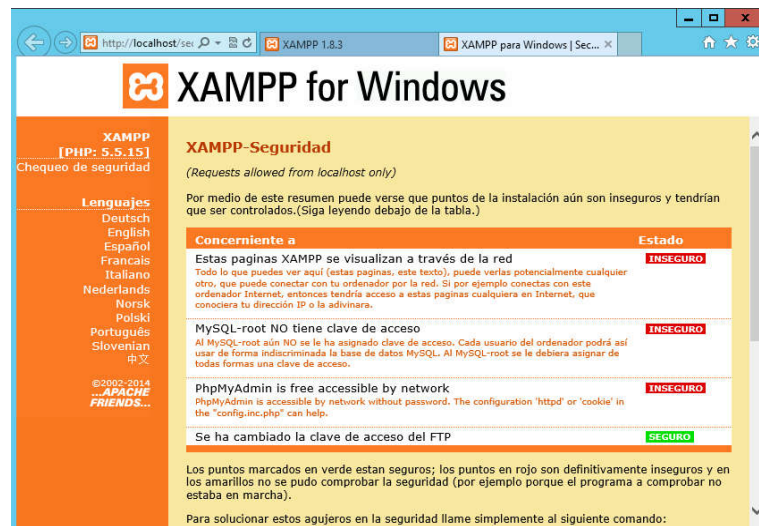 http://localhost/sec
XAMPP 1.8.3
XAMPP para Windows | Sec...
XAMPP for Windows
XAMPP
[PHP: 5.5.15]
Chequeo de seguridad
Lenguajes
Deutsch
English
Español
Francais
Italiano
Nederlands
Norsk
Polski
Português
Slovenian
中文
©2002-2014
...APACHE
FRIENDS...
XAMPP-Seguridad
(Requests allowed from localhost only)
Por medio de este resumen puede verse que puntos de la instalación aún son inseguros y tendrían
que ser controlados.(Siga leyendo debajo de la tabla.)
Concerniente a Estado
Estas paginas XAMPP se visualizan a través de la red INSEGURO
Todo lo que puedes ver aquí (estas paginas, este texto), puede verlas potencialmente cualquier
otro, que puede conectar con tu ordenador por la red. Si por ejemplo conectas con este
ordenador Internet, entonces tendría acceso a estas paginas cualquiera en Internet, que
conociera tu dirección IP o la adivinara.
MySQL-root NO tiene clave de acceso INSEGURO
Al MySQL-root aún NO se le ha asignado clave de acceso. Cada usuario del ordenador podrá así
usar de forma indiscriminada la base de datos MySQL. Al MySQL-root se le debiera asignar de
todas formas una clave de acceso.
PhpMyAdmin is free accessible by network INSEGURO
PhpMyAdmin is accessible by network without password. The configuration 'httpd' or 'cookie' in
the "config.inc.php" can help.
Se ha cambiado la clave de acceso del FTP SEGURO
Los puntos marcados en verde estan seguros; los puntos en rojo son definitivamente inseguros y en
los amarillos no se pudo comprobar la seguridad (por ejemplo porque el programa a comprobar no
estaba en marcha).
Para solucionar estos agujeros en la seguridad llame simplemente al siguiente comando: